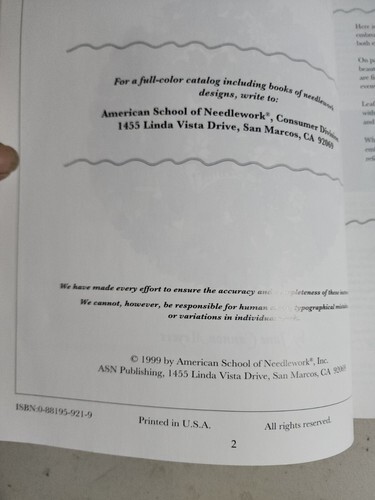 For a full-color catalog including books of needlework
designs, write to:
American School of Needlework®, Consumer Division
1455 Linda Vista Drive, San Marcos, CA 92069
We have made every effort to ensure the accuracy and completeness of these
We cannot, however, be responsible for human typographical
or variations in individual
© 1999 by American School of Needlework®, Inc.
ASN Publishing, 1455 Linda Vista Drive, San Marcos, CA 92069
ISBN:0-88195-921-9
Printed in U.S.A.
All rights reserved.
2